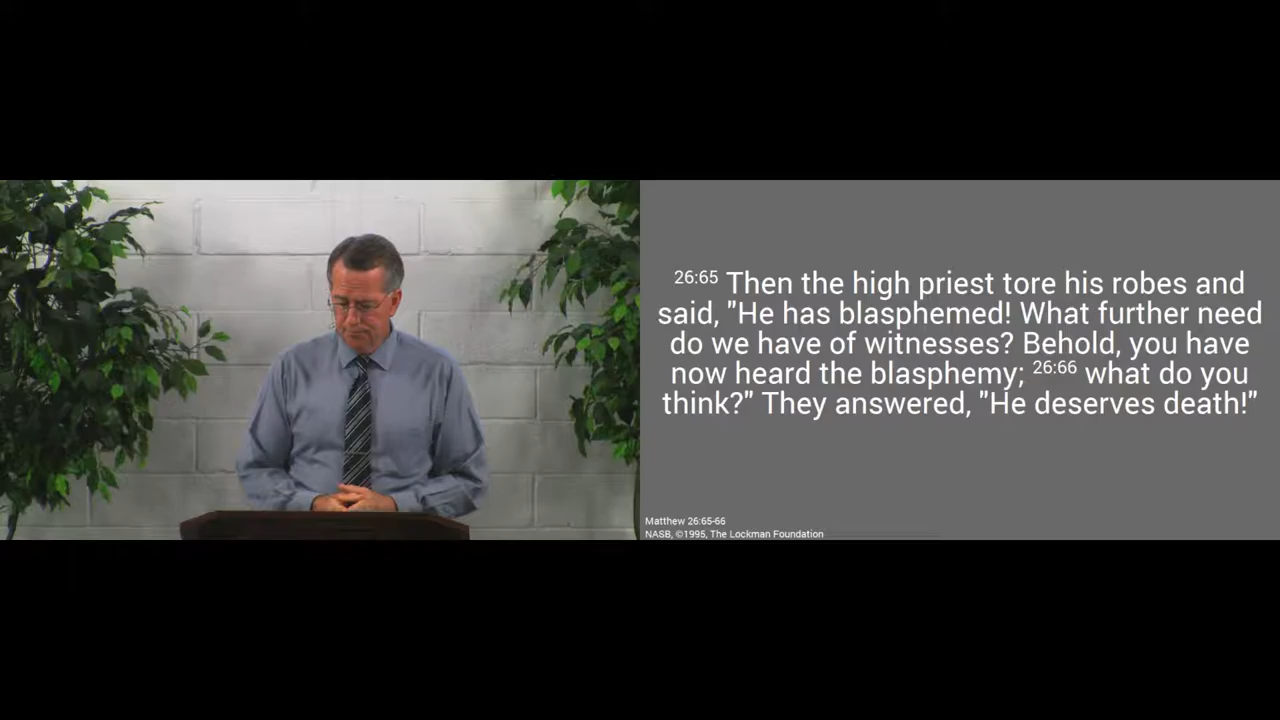 26:65 Then the high priest tore his robes and
said, "He has blasphemed! What further need
do we have of witnesses? Behold, you have
now heard the blasphemy; 26:66 what do you
think?" They answered, "He deserves death!"
Matthew 26:65-66
NASB, ©1995, The Lockman Foundation